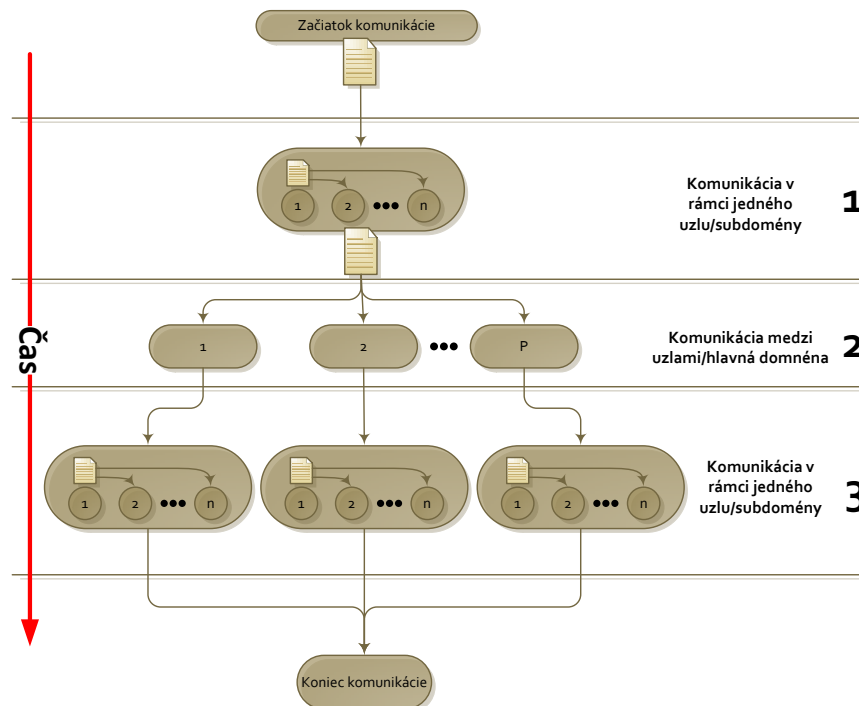 Začiatok komunikácie
1 2 ●●● n
Komunikácia v
rámci jedného
uzlu/subdomény
1
Čas
1 2 ●●● P
Komunikácia medzi
uzlami/hlavná domnéna
2
1 2 ●●● n
1 2 ●●● n
1 2 ●●● n
Komunikácia v
rámci jedného
uzlu/subdomény
3
Koniec komunikácie